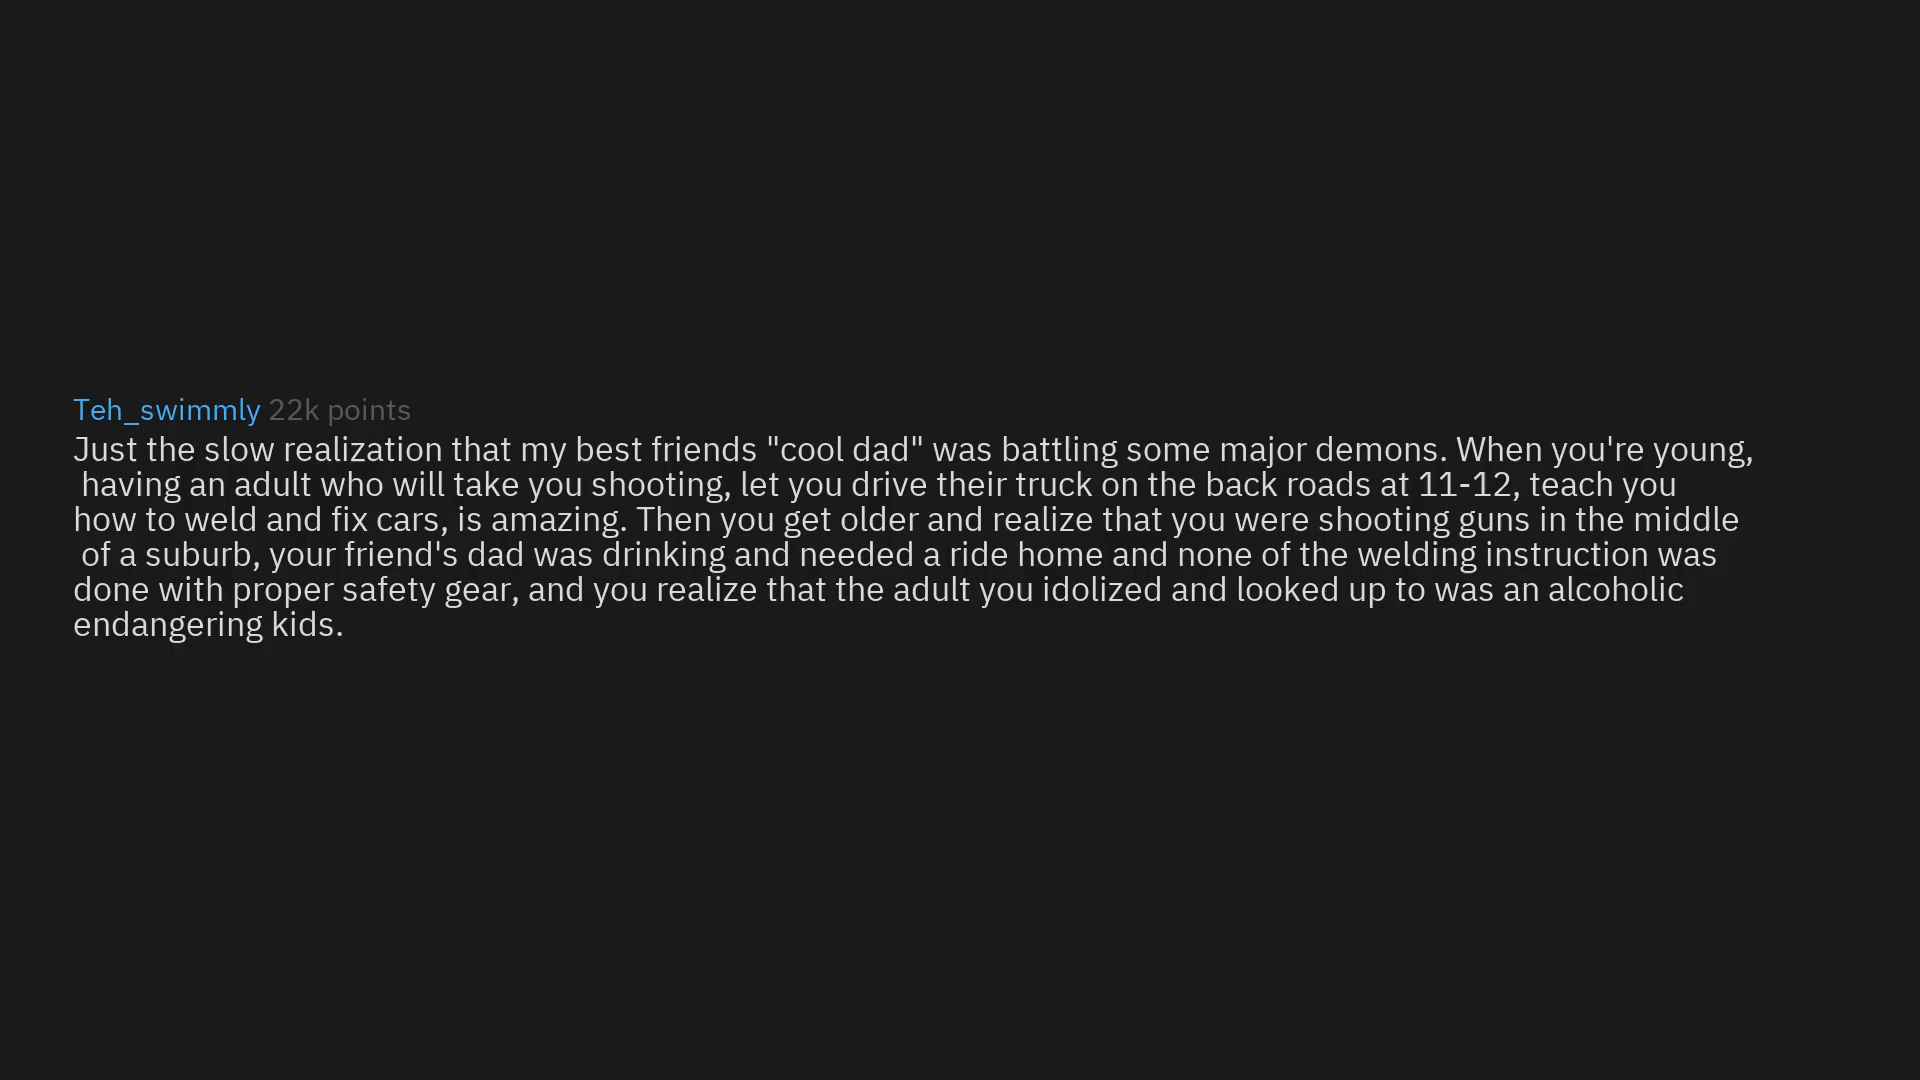 Teh_swimmly 22k points
Just the slow realization that my best friends "cool dad" was battling some major demons. When you're young,
having an adult who will take you shooting, let you drive their truck on the back roads at 11-12, teach you
how to weld and fix cars, is amazing. Then you get older and realize that you were shooting guns in the middle
of a suburb, your friend's dad was drinking and needed a ride home and none of the welding instruction was
done with proper safety gear, and you realize that the adult you idolized and looked up to was an alcoholic
endangering kids.